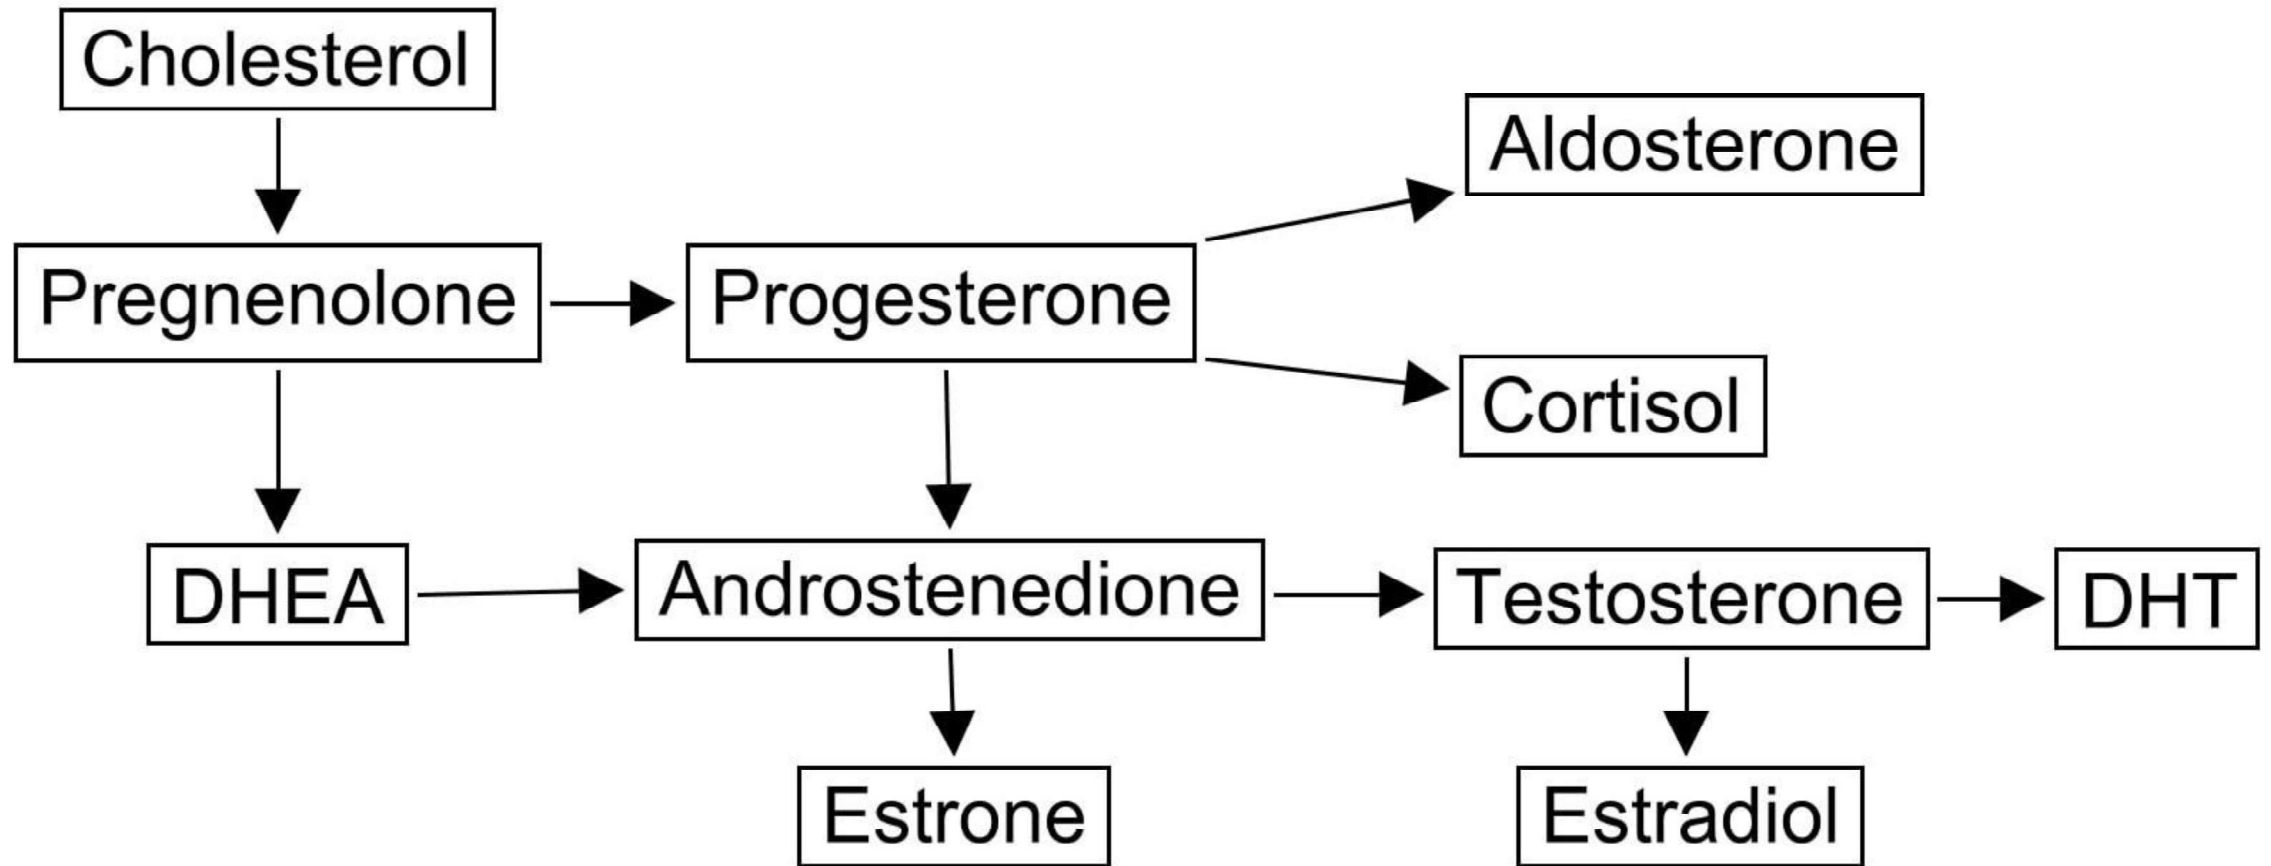 Cholesterol
Aldosterone
Pregnenolone
Progesterone
Cortisol
DHEA
Androstenedione
Testosterone
DHT
Estrone
Estradiol